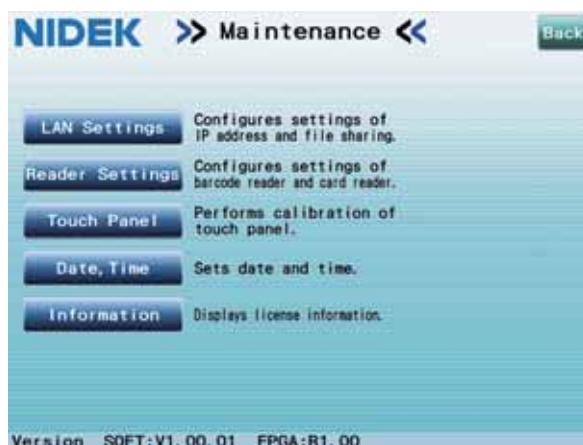 NIDEK >> Maintenance << Back
LAN Settings Configures settings of
IP address and file sharing.
Reader Settings Configures settings of
barcode reader and card reader.
Touch Panel Performs calibration of
touch panel.
Date, Time Sets date and time.
Information Displays license information.
Version SOFT:V1.00.01 FPGA:R1.00